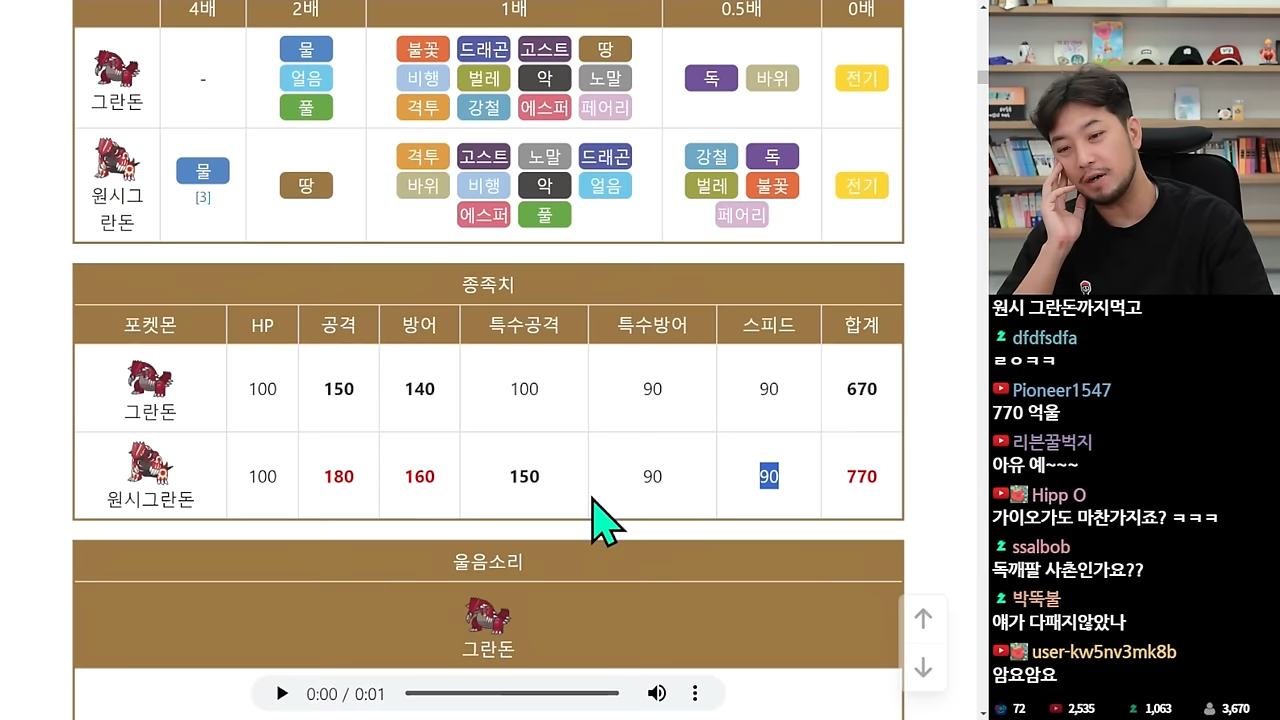 4배 2배 1배 0.5배 0배
그란돈
-
물
얼음
풀
불꽃 드래곤 고스트 땅
비행 벌레 악 노말
격투 강철 에스퍼 페어리
독 바위
전기
원시그
란돈
물
[3]
땅
격투 고스트 노말 드래곤
바위 비행 악 얼음
에스퍼 풀
강철 독
벌레 불꽃
페어리
전기
종족치
포켓몬 HP 공격 방어 특수공격 특수방어 스피드 합계
그란돈 100 150 140 100 90 90 670
원시그란돈 100 180 160 150 90 90 770
울음소리
그란돈
0:00 / 0:01
원시 그란돈까지먹고
dfdfsdfa
ㄹㅇㅋㅋ
Pioneer1547
770 억울
리븐꿀벅지
아유 예~~~
Hipp O
가이오가도 마찬가지죠? ㅋㅋㅋ
ssalbob
독깨팔 사촌인가요??
박뚝불
얘가 다패지않았나
user-kw5nv3mk8b
암요암요
72 2,535 1,063 3,670